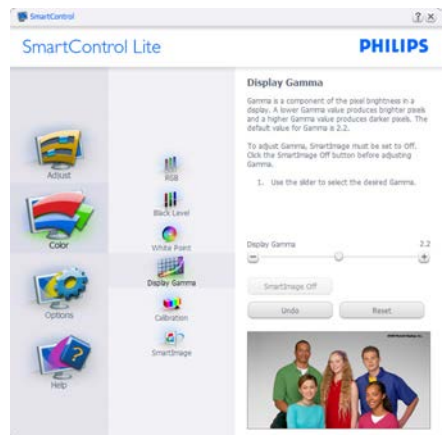 SmartControl
SmartControl Lite
PHILIPS
Adjust
Color
Options
Help
RGB
Black Level
White Point
Display Gamma
Calibration
SmartImage
Display Gamma
Gamma is a component of the pixel brightness in a
display. A lower Gamma value produces brighter pixels
and a higher Gamma value produces darker pixels. The
default value for Gamma is 2.2.
To adjust Gamma, SmartImage must be set to Off.
Click the SmartImage Off button before adjusting
Gamma.
1. Use the slider to select the desired Gamma.
Display Gamma 2.2
SmartImage Off
Undo Reset